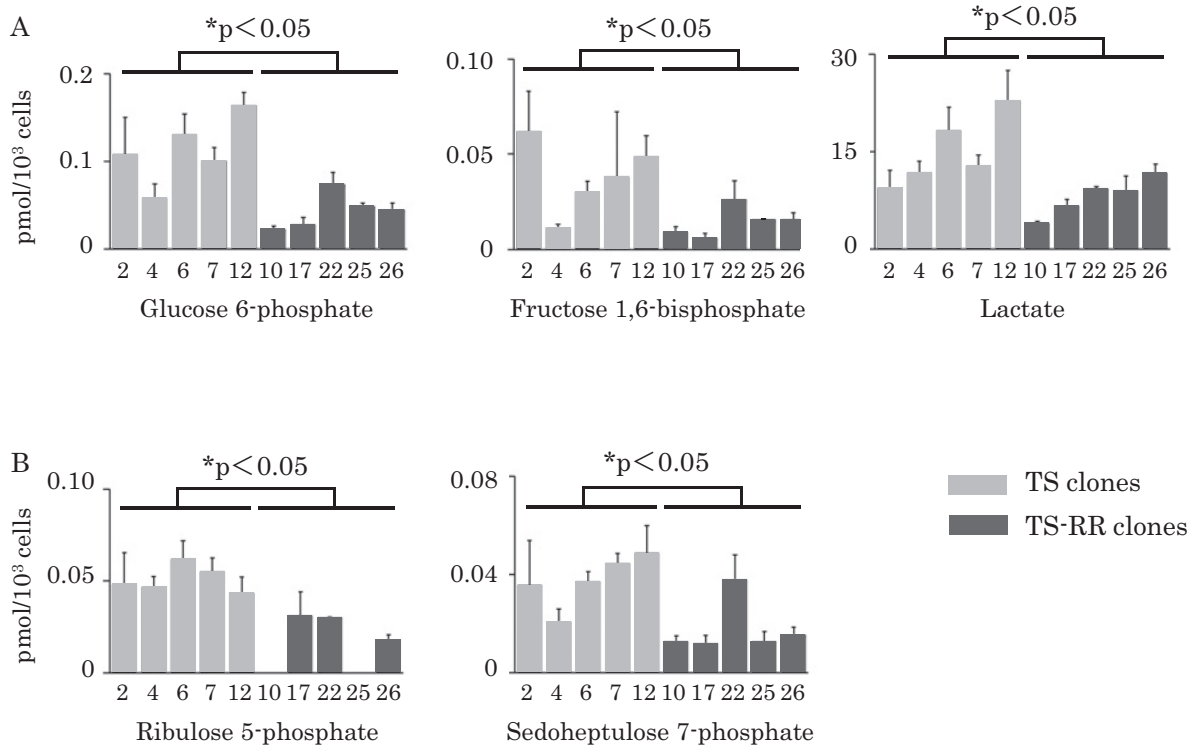 A
*p<0.05
*p<0.05
*p<0.05
pmol/10³ cells
0.2
0.1
0
2 4 6 7 12 10 17 22 25 26
Glucose 6-phosphate
0.10
0.05
0
2 4 6 7 12 10 17 22 25 26
Fructose 1,6-bisphosphate
30
15
0
2 4 6 7 12 10 17 22 25 26
Lactate
B
*p<0.05
*p<0.05
pmol/10³ cells
0.10
0.05
0
2 4 6 7 12 10 17 22 25 26
Ribulose 5-phosphate
0.08
0.04
0
2 4 6 7 12 10 17 22 25 26
Sedoheptulose 7-phosphate
TS clones
TS-RR clones